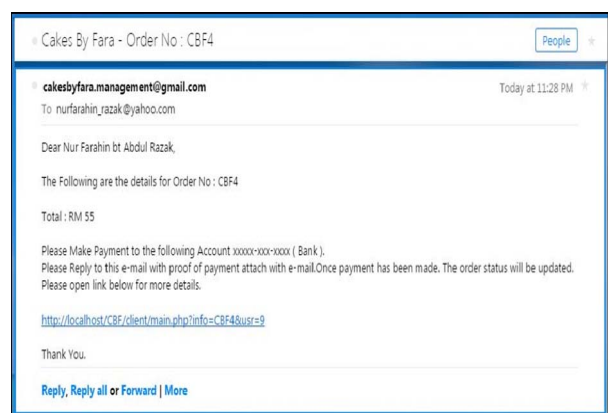 Cakes By Fara - Order No : CBF4
People
cakesbyfara.management@gmail.com
Today at 11:28 PM
To nurfarahin_razak@yahoo.com
Dear Nur Farahin bt Abdul Razak,
The Following are the details for Order No : CBF4
Total : RM 55
Please Make Payment to the following Account xxxxx-xxx-xxxx ( Bank ).
Please Reply to this e-mail with proof of payment attach with e-mail.Once payment has been made. The order status will be updated.
Please open link below for more details.
http://localhost/CBF/client/main.php?info=CBF4&usr=9
Thank You.
Reply, Reply all or Forward | More